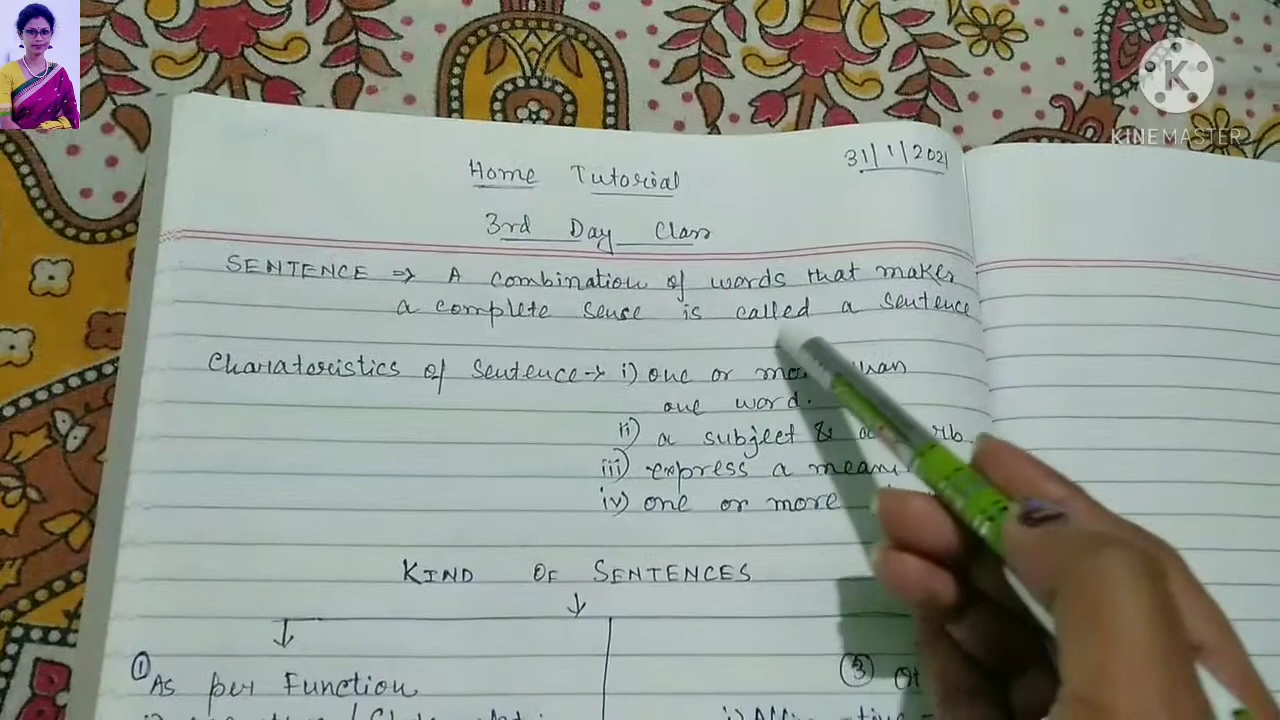 KINEMASTER
31/1/2021
Home Tutorial
3rd Day Class
SENTENCE => A combination of words that makes
a complete sense is called a sentence
Charatoristics of Sentence → i) one or than
one word.
ii) a subject & a
iii) express a
iv) one or more
KIND OF SENTENCES
① As per Function
③